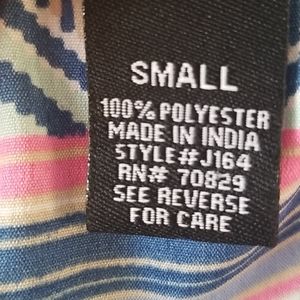 SMALL
100% POLYESTER
MADE IN INDIA
STYLE#J164
RN# 70829
SEE REVERSE
FOR CARE